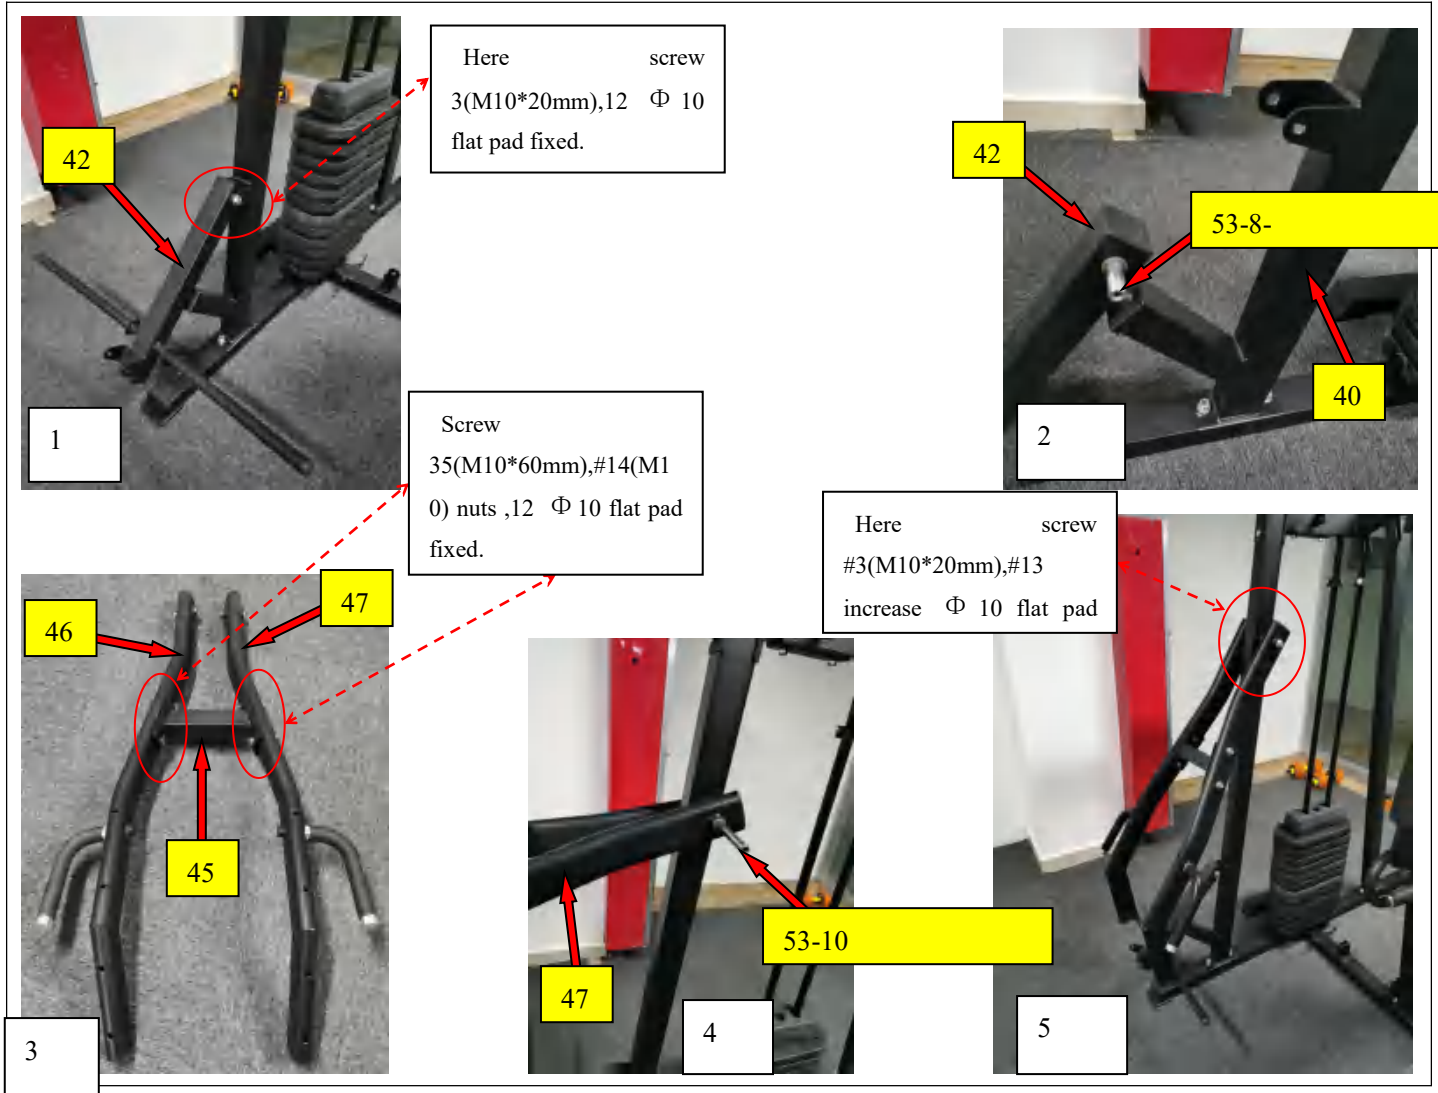 Here screw
3(M10*20mm),12 Φ 10
flat pad fixed.
42
1
42
53-8-
40
2
Screw
35(M10*60mm),#14(M1
0) nuts ,12 Φ 10 flat pad
fixed.
46
47
45
3
47
53-10
4
Here screw
#3(M10*20mm),#13
increase Φ 10 flat pad
5